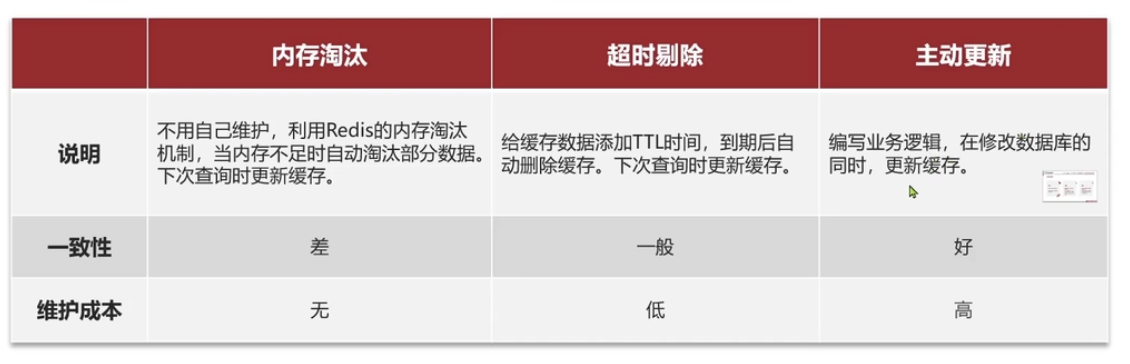 内存淘汰 超时剔除 主动更新
说明
不用自己维护，利用Redis的内存淘汰
机制，当内存不足时自动淘汰部分数据。
下次查询时更新缓存。
给缓存数据添加TTL时间，到期后自
动删除缓存。下次查询时更新缓存。
编写业务逻辑，在修改数据库的
同时，更新缓存。
一致性 差 一般 好
维护成本 无 低 高